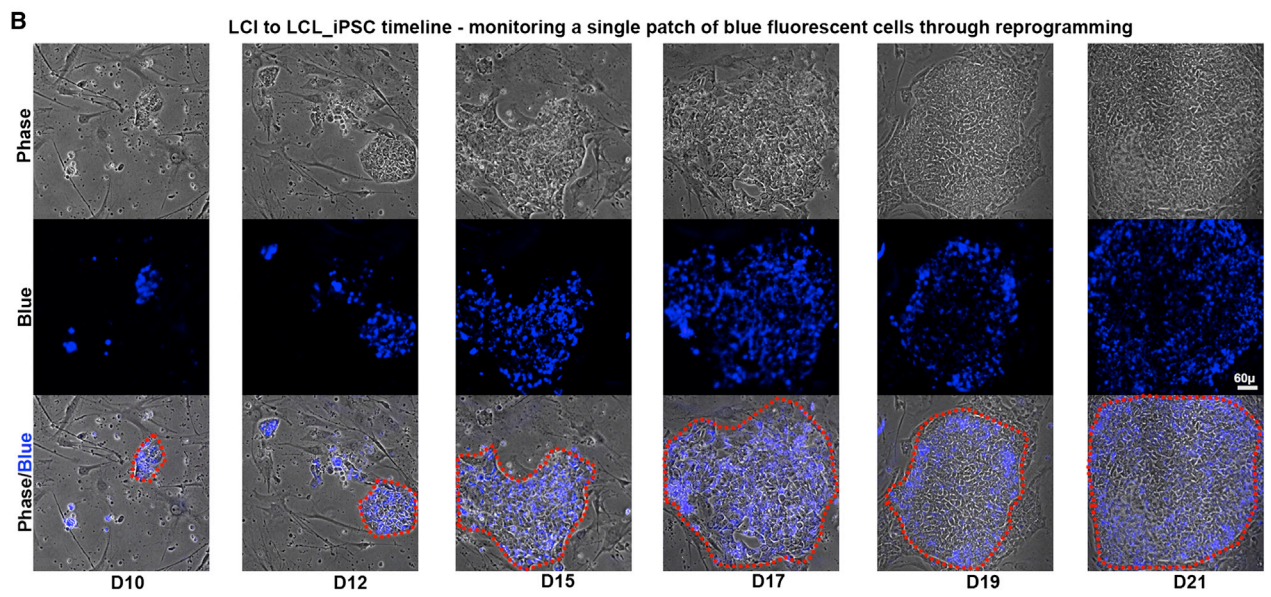 B
LCI to LCL_iPSC timeline - monitoring a single patch of blue fluorescent cells through reprogramming
Phase
Blue
60µ
Phase/Blue
D10 D12 D15 D17 D19 D21